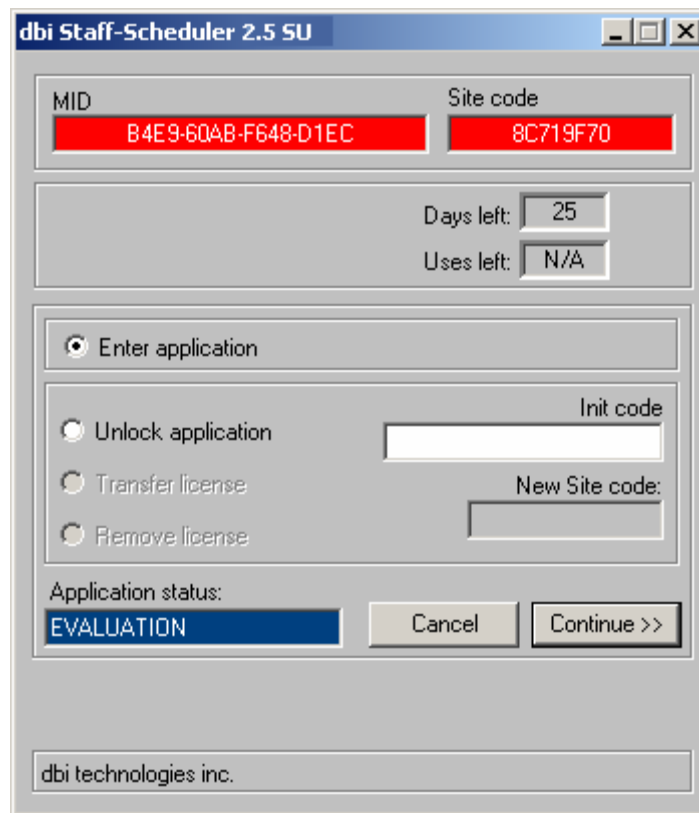 dbi Staff-Scheduler 2.5 SU
MID
Site code
B4E9-60AB-F648-D1EC
8C719F70
Days left: 25
Uses left: N/A
Enter application
Init code
Unlock application
Transfer license
New Site code:
Remove license
Application status:
EVALUATION
Cancel
Continue >>
dbi technologies inc.